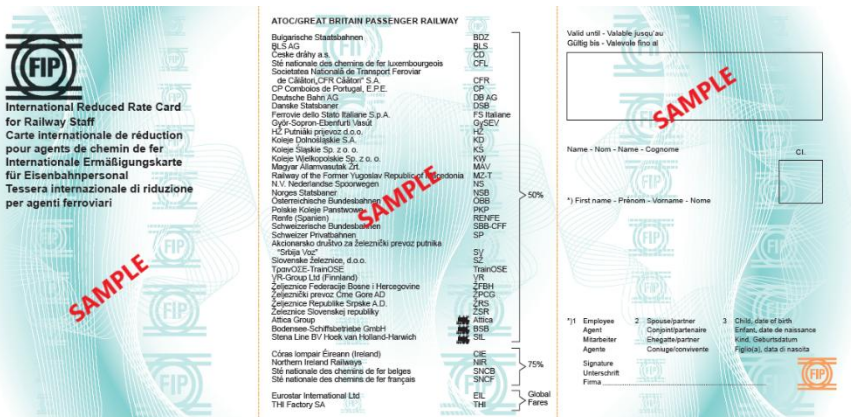 FIP
International Reduced Rate Card
for Railway Staff
Carte internationale de réduction
pour agents de chemin de fer
Internationale Ermäßigungskarte
für Eisenbahnpersonal
Tessera internazionale di riduzione
per agenti ferroviari
SAMPLE
FIP
FIP
FIP
ATOC/GREAT BRITAIN PASSENGER RAILWAY
Bulgarische Staatsbahnen BDZ
BLS AG BLS
České dráhy a.s. ČD
Sté nationale des chemins de fer luxembourgeois CFL
Societatea Natională de Transport Feroviar
de Călători„CFR Călători" S.A. CFR
CP Comboios de Portugal, E.P.E. CP
Deutsche Bahn AG DB AG
Danske Statsbaner DSB
Ferrovie dello Stato Italiane S.p.A. FS Italiane
Györ-Sopron-Ebenfurti Vasút GySEV
HŽ Putnički prijevoz d.o.o. HŽ
Koleje Dolnośląskie S.A. KD
Koleje Śląskie Sp. z o. o. KS
Koleje Wielkopolskie Sp. z o. o. KW
Magyar Államvasutak Zrt. MAV
Railway of the Former Yugoslav Republic of Macedonia MZ-T
N.V. Nederlandse Spoorwegen NS
Norges Statsbaner NSB
Österreichische Bundesbahnen ÖBB
Polskie Koleje Panstwowe PKP
Renfe (Spanien) RENFE
Schweizerische Bundesbahnen SBB-CFF
Schweizer Privatbahnen SP
Akcionarsko društvo za železnički prevoz putnika
"Srbija Voz" SV
Slovenske železnice, d.o.o. SŽ
ΤραινΟΣΕ-TrainOSE TrainOSE
VR-Group Ltd (Finnland) VR
Željeznice Federacije Bosne i Hercegovine ŽFBH
Željeznički prevoz Crne Gore AD ŽPCG
Željeznice Republike Srpske A.D. ŽRS
Železnice Slovenskej republiky ŽSR
Attica Group Attica
Bodensee-Schiffsbetriebe GmbH BSB
Stena Line BV Hoek van Holland-Harwich StL
50%
SAMPLE
Córas Iompair Éireann (Ireland) CIE
Northern Ireland Railways NIR
Sté nationale des chemins de fer belges SNCB
Sté nationale des chemins de fer français SNCF
75%
Eurostar International Ltd EIL
THI Factory SA THI
Global
Fares
Valid until - Valable jusqu'au
Gültig bis - Valevole fino al
SAMPLE
Name - Nom - Name - Cognome
Cl.
*) First name - Prénom - Vorname - Nome
FIP
FIP
*)1 Employee 2 Spouse/partner 3 Child, date of birth
Agent Conjoint/partenaire Enfant, date de naissance
Mitarbeiter Ehegatte/partner Kind, Geburtsdatum
Agente Coniuge/convivente Figlio(a), data di nascita
Signature
Unterschrift
Firma
FIP